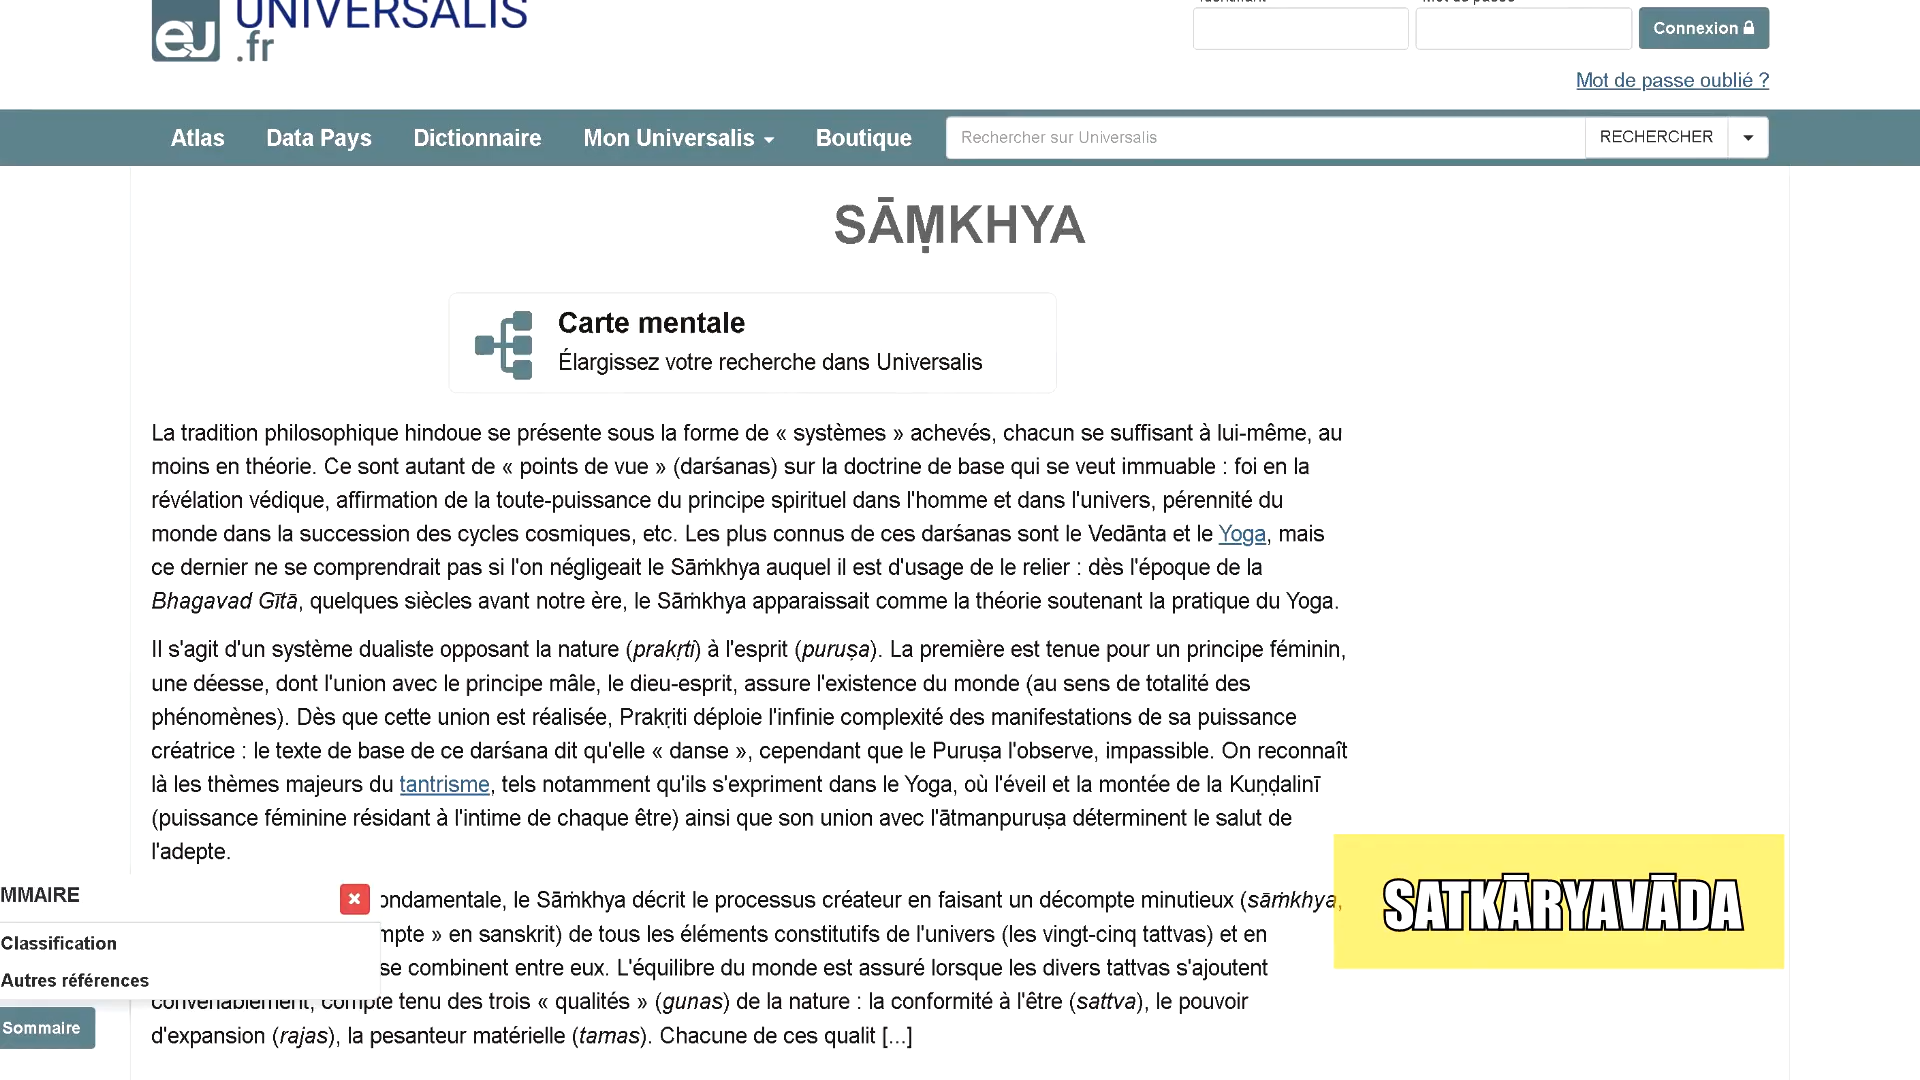 UNIVERSALIS
.fr
Connexion
Mot de passe oublié ?
Atlas
Data Pays
Dictionnaire
Mon Universalis
Boutique
Rechercher sur Universalis
RECHERCHER
SĀṂKHYA
Carte mentale
Élargissez votre recherche dans Universalis
La tradition philosophique hindoue se présente sous la forme de « systèmes » achevés, chacun se suffisant à lui-même, au
moins en théorie. Ce sont autant de « points de vue » (darśanas) sur la doctrine de base qui se veut immuable : foi en la
révélation védique, affirmation de la toute-puissance du principe spirituel dans l'homme et dans l'univers, pérennité du
monde dans la succession des cycles cosmiques, etc. Les plus connus de ces darśanas sont le Vedānta et le Yoga, mais
ce dernier ne se comprendrait pas si l'on négligeait le Sāṁkhya auquel il est d'usage de le relier : dès l'époque de la
Bhagavad Gītā, quelques siècles avant notre ère, le Sāṁkhya apparaissait comme la théorie soutenant la pratique du Yoga.
Il s'agit d'un système dualiste opposant la nature (prakṛti) à l'esprit (puruṣa). La première est tenue pour un principe féminin,
une déesse, dont l'union avec le principe mâle, le dieu-esprit, assure l'existence du monde (au sens de totalité des
phénomènes). Dès que cette union est réalisée, Prakṛiti déploie l'infinie complexité des manifestations de sa puissance
créatrice : le texte de base de ce darśana dit qu'elle « danse », cependant que le Puruṣa l'observe, impassible. On reconnaît
là les thèmes majeurs du tantrisme, tels notamment qu'ils s'expriment dans le Yoga, où l'éveil et la montée de la Kuṇḍalinī
(puissance féminine résidant à l'intime de chaque être) ainsi que son union avec l'ātmanpuruṣa déterminent le salut de
l'adepte.
ondamentale, le Sāṁkhya décrit le processus créateur en faisant un décompte minutieux (sāṁkhya,
mpte » en sanskrit) de tous les éléments constitutifs de l'univers (les vingt-cinq tattvas) et en
se combinent entre eux. L'équilibre du monde est assuré lorsque les divers tattvas s'ajoutent
convenablement, compte tenu des trois « qualités » (gunas) de la nature : la conformité à l'être (sattva), le pouvoir
d'expansion (rajas), la pesanteur matérielle (tamas). Chacune de ces qualit [...]
MMAIRE
Classification
Autres références
Sommaire
SATKĀRYAVĀDA